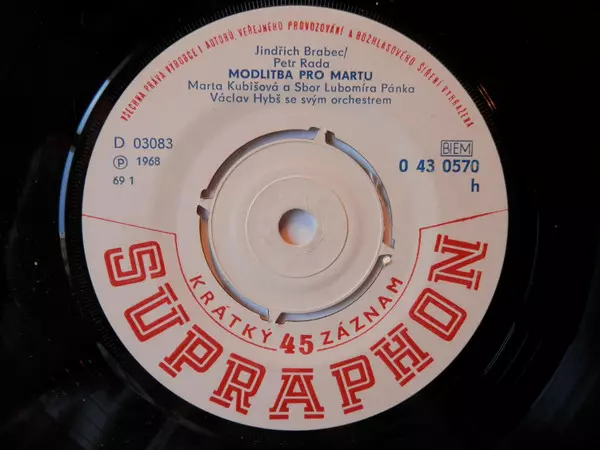 VŠECHNA PRÁVA VÝROBCE I AUTORŮ, VEŘEJNÉHO PROVOZOVÁNÍ A ROZHLASOVÉHO ŠÍŘENÍ VYHRAZENA
Jindřich Brabec/
Petr Rada
MODLITBA PRO MARTU
Marta Kubišová a Sbor Lubomíra Pánka
Václav Hybš se svým orchestrem
D 03083
Ⓟ 1968
69 1
BIEM
0 43 0570
h
KRÁTKÝ 45 ZÁZNAM
SUPRAPHON